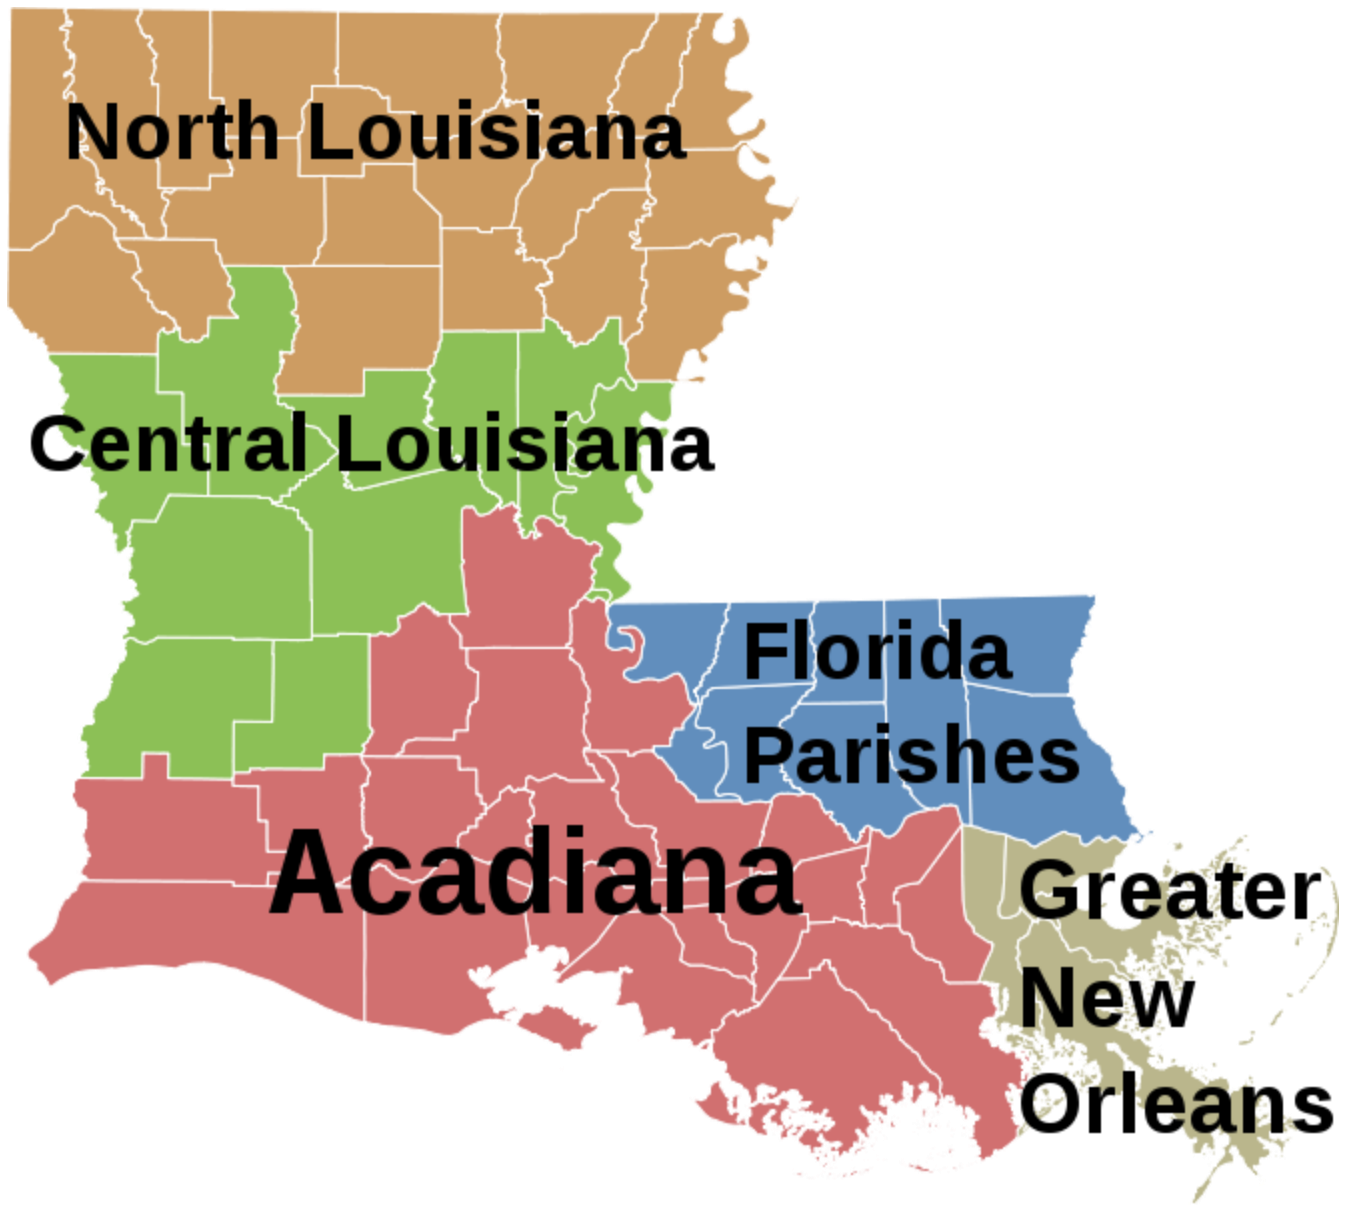 North Louisiana
Central Louisiana
Florida
Parishes
Acadiana
Greater
New
Orleans